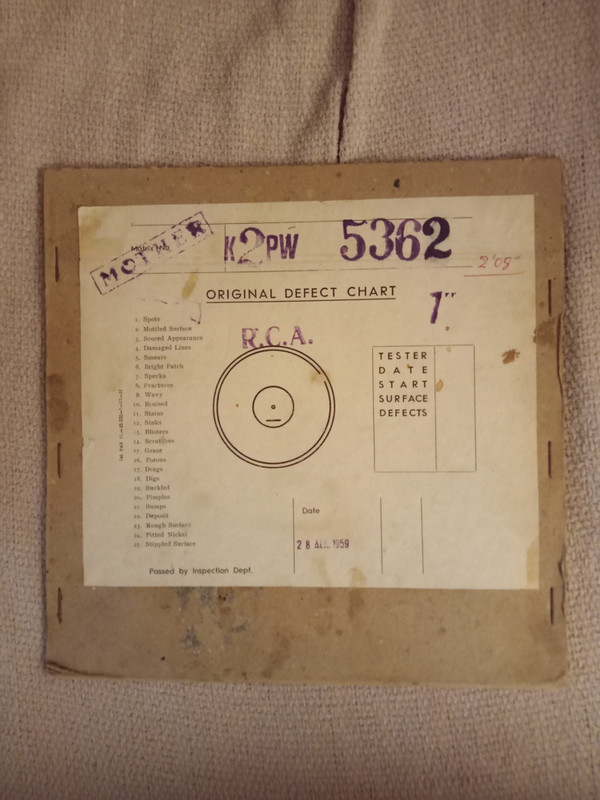 MOTHER
Matrix No.
K2PW 5362
2'09"
ORIGINAL DEFECT CHART
1"
R.C.A.
1. Spots
2. Mottled Surface
3. Scored Appearance
4. Damaged Lines
5. Smears
6. Bright Patch
7. Specks
8. Fractures
9. Wavy
10. Bruised
11. Stains
12. Sinks
13. Blisters
14. Scratches
15. Grease
16. Porous
17. Drags
18. Digs
19. Buckled
20. Pimples
21. Bumps
22. Deposit
23. Rough Surface
24. Pitted Nickel
25. Stippled Surface
TESTER
DATE
START
SURFACE
DEFECTS
Date
28 1959
Passed by Inspection Dept.